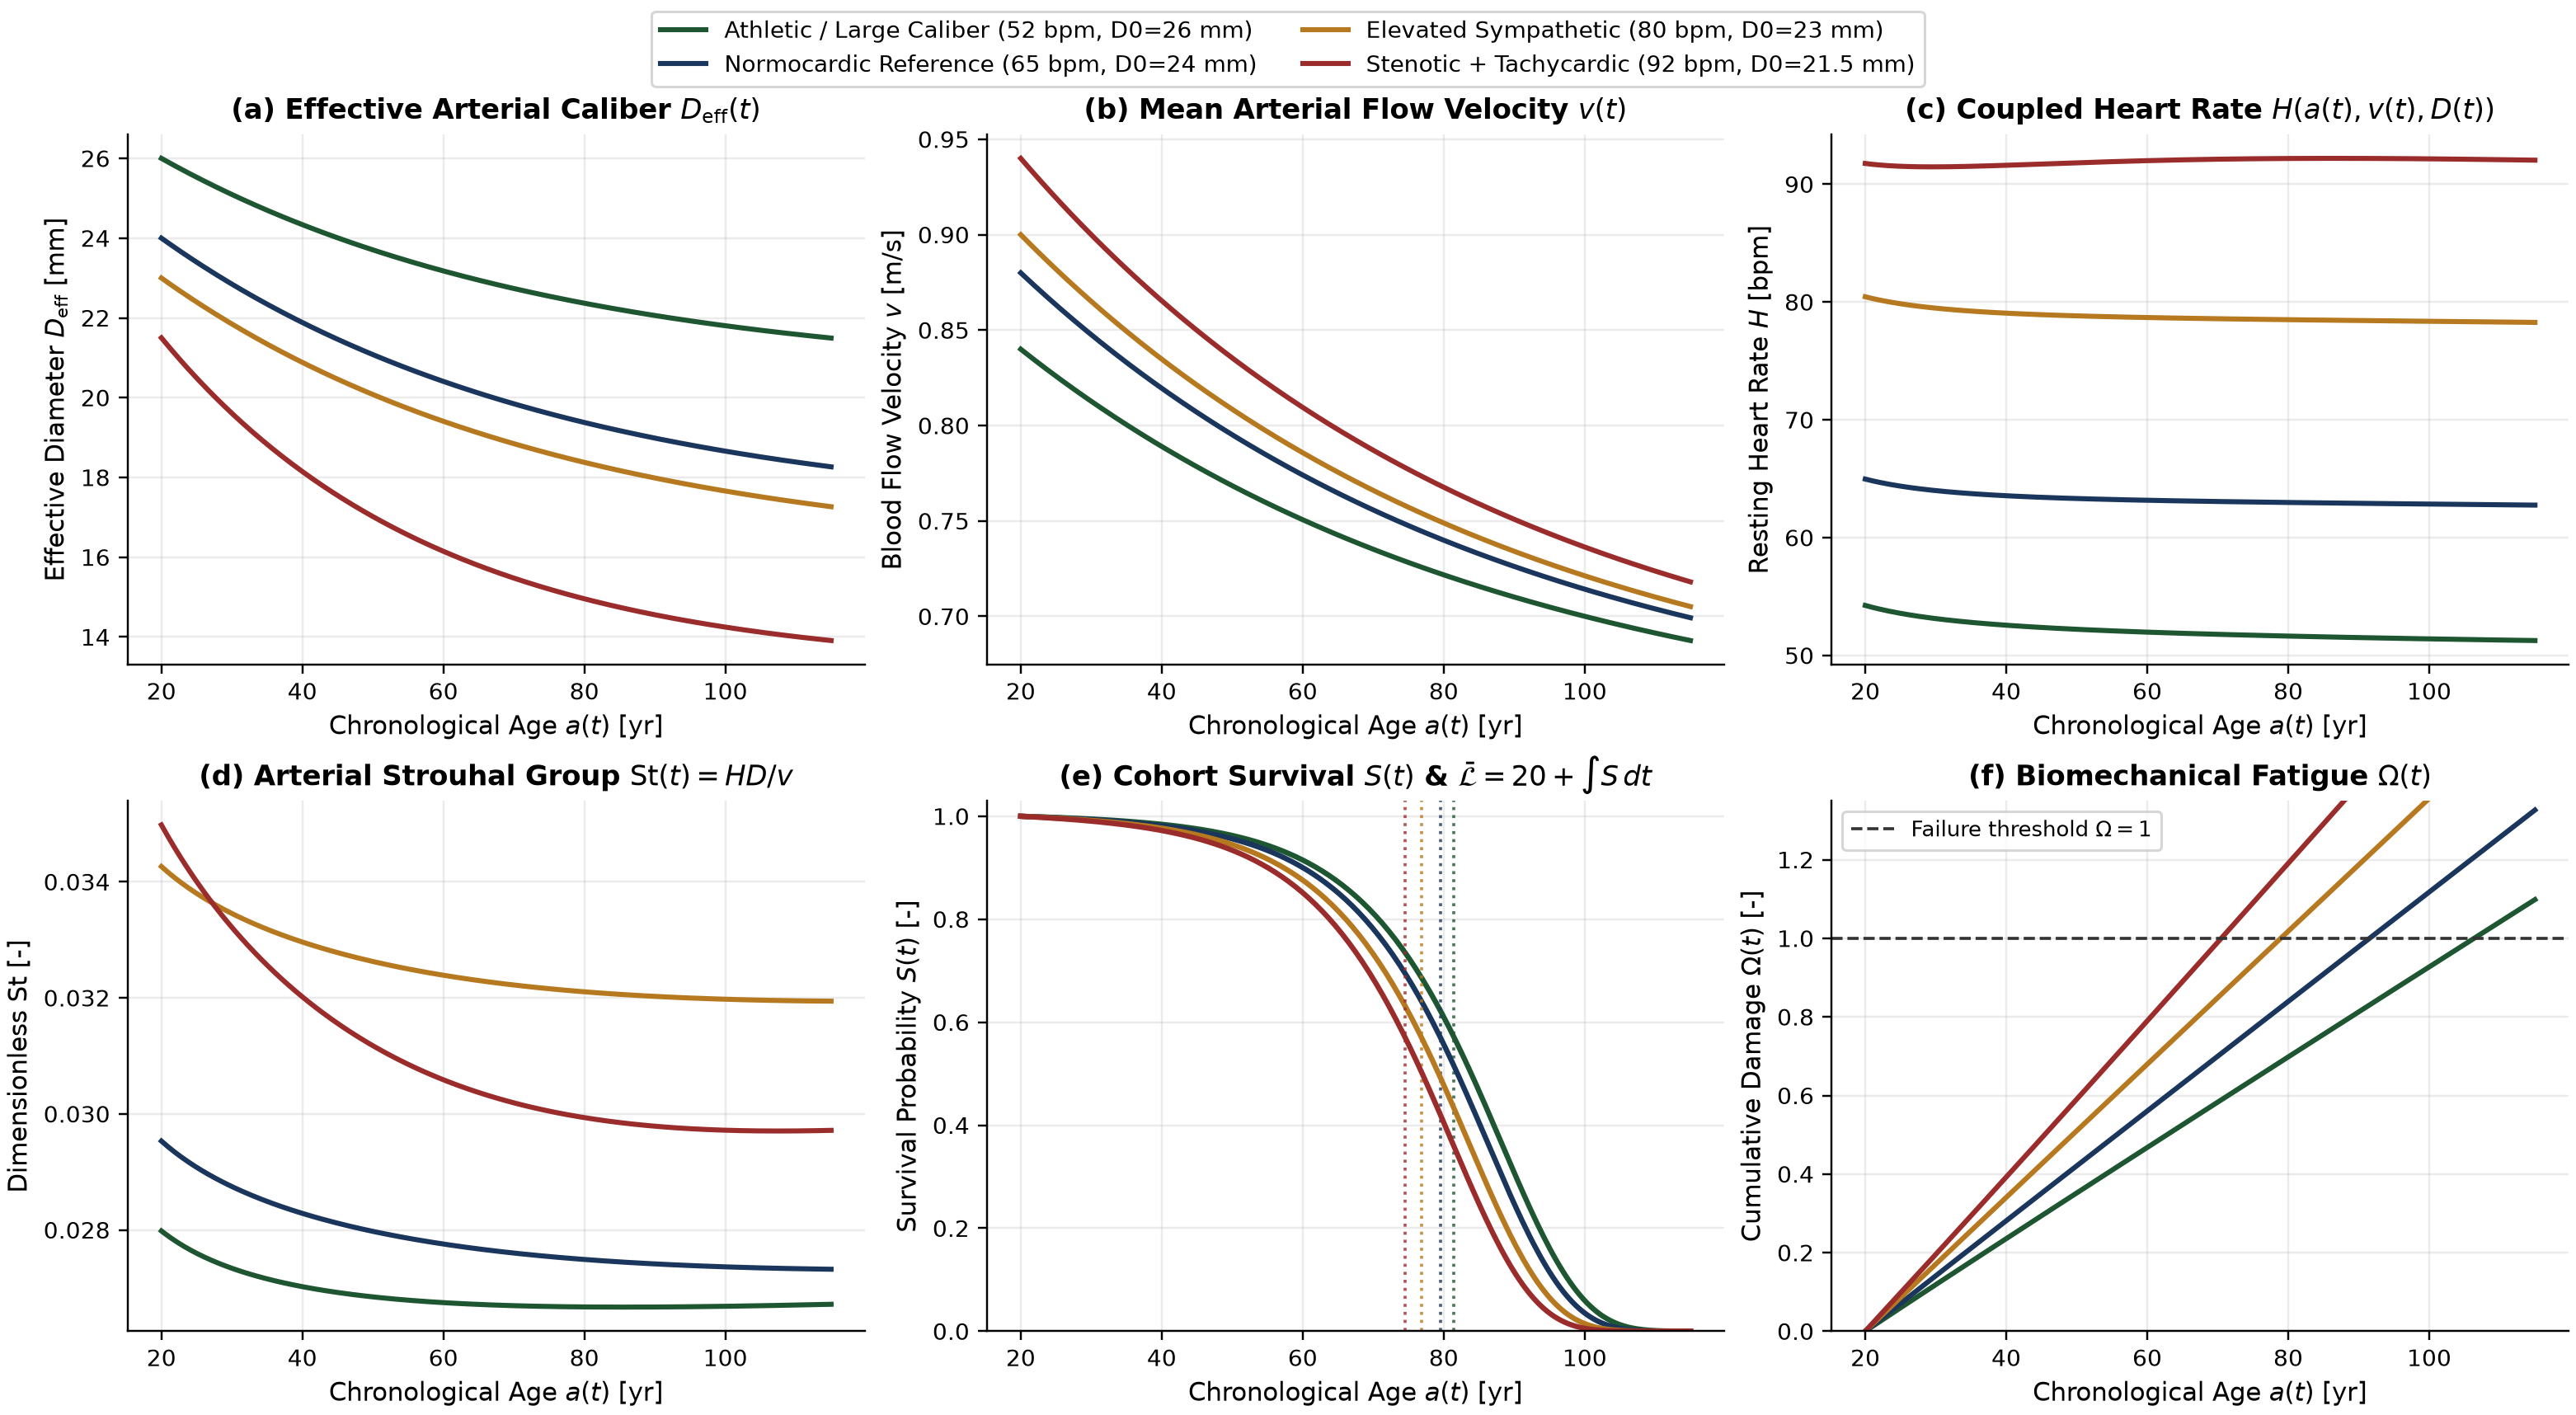 Athletic / Large Caliber (52 bpm, D0=26 mm)
Normocardic Reference (65 bpm, D0=24 mm)
Elevated Sympathetic (80 bpm, D0=23 mm)
Stenotic + Tachycardic (92 bpm, D0=21.5 mm)
(a) Effective Arterial Caliber D_eff(t)
Effective Diameter D_eff [mm]
26
24
22
20
18
16
14
20 40 60 80 100
Chronological Age a(t) [yr]
(b) Mean Arterial Flow Velocity v(t)
Blood Flow Velocity v [m/s]
0.95
0.90
0.85
0.80
0.75
0.70
20 40 60 80 100
Chronological Age a(t) [yr]
(c) Coupled Heart Rate H(a(t), v(t), D(t))
Resting Heart Rate H [bpm]
90
80
70
60
50
20 40 60 80 100
Chronological Age a(t) [yr]
(d) Arterial Strouhal Group St(t) = HD/v
Dimensionless St [-]
0.034
0.032
0.030
0.028
20 40 60 80 100
Chronological Age a(t) [yr]
(e) Cohort Survival S(t) & ℒ̄ = 20 + ∫S dt
Survival Probability S(t) [-]
1.0
0.8
0.6
0.4
0.2
0.0
20 40 60 80 100
Chronological Age a(t) [yr]
(f) Biomechanical Fatigue Ω(t)
Failure threshold Ω = 1
Cumulative Damage Ω(t) [-]
1.2
1.0
0.8
0.6
0.4
0.2
0.0
20 40 60 80 100
Chronological Age a(t) [yr]